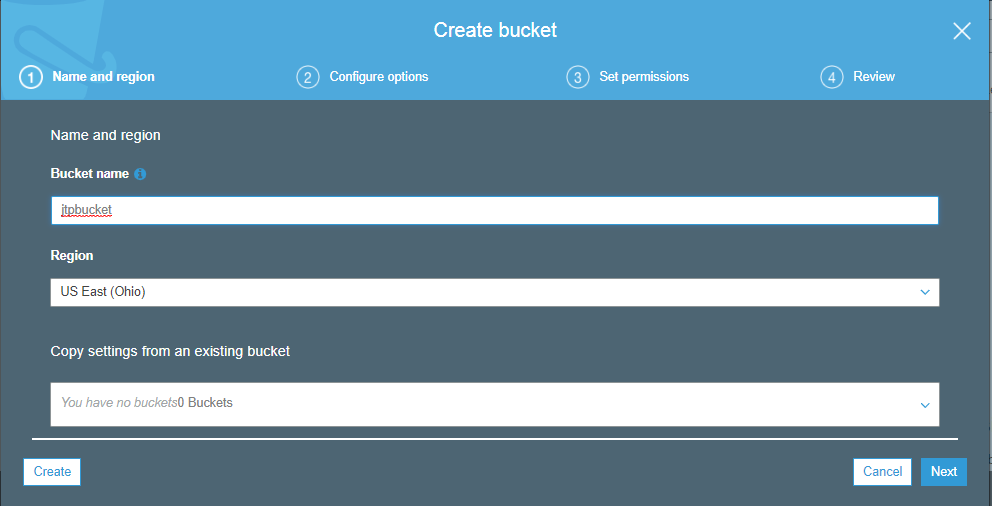 Create bucket
1 Name and region 2 Configure options 3 Set permissions 4 Review
Name and region
Bucket name
jtpbucket
Region
US East (Ohio)
Copy settings from an existing bucket
You have no buckets0 Buckets
Create Cancel Next